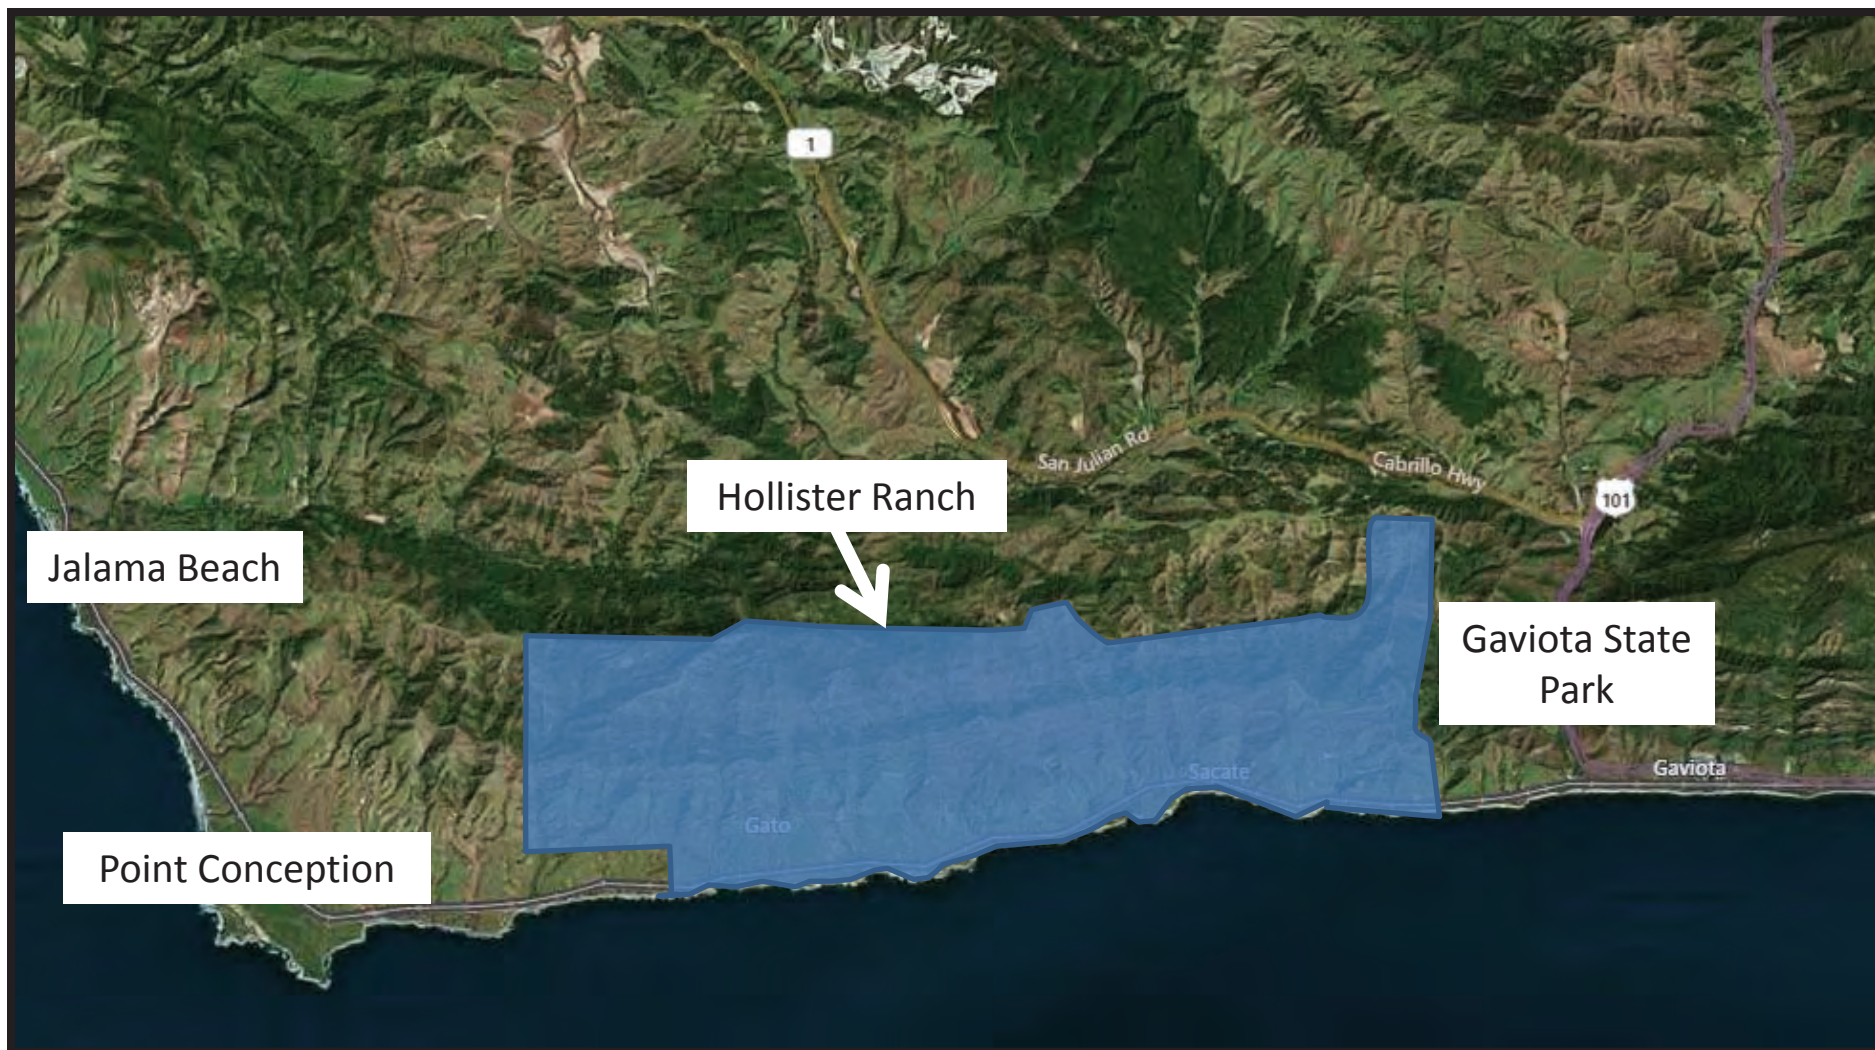 1
San Julian Rd
Cabrillo Hwy
101
Hollister Ranch
Jalama Beach
Gaviota State
Park
Gaviota
Sacate
Gato
Point Conception